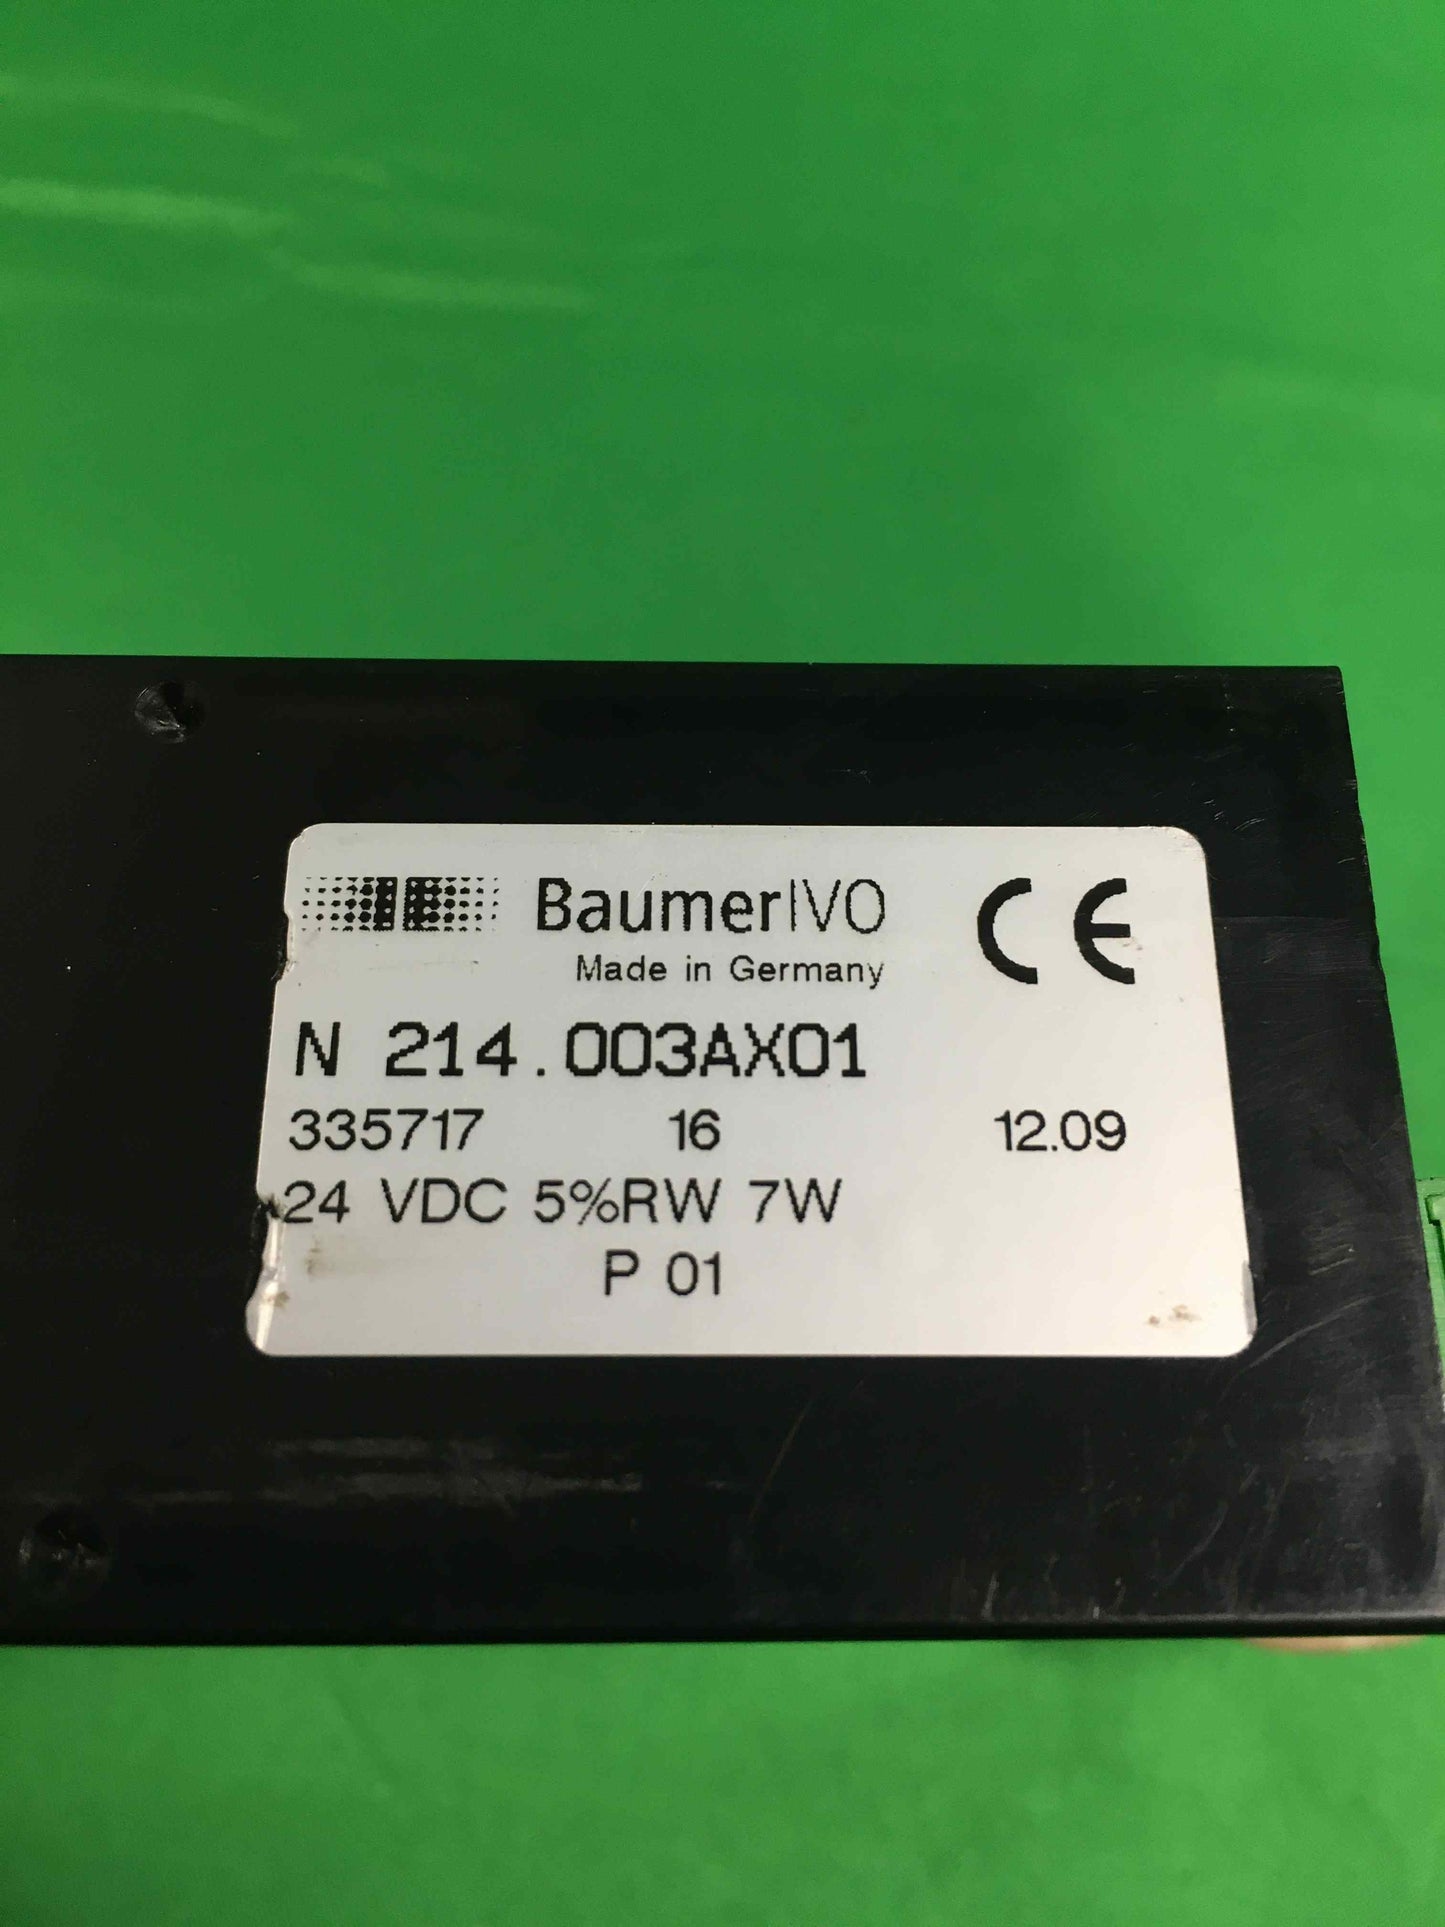 BaumerIVO
CE
Made in Germany
N 214.003AX01
335717 16 12.09
24 VDC 5%RW 7W
P 01